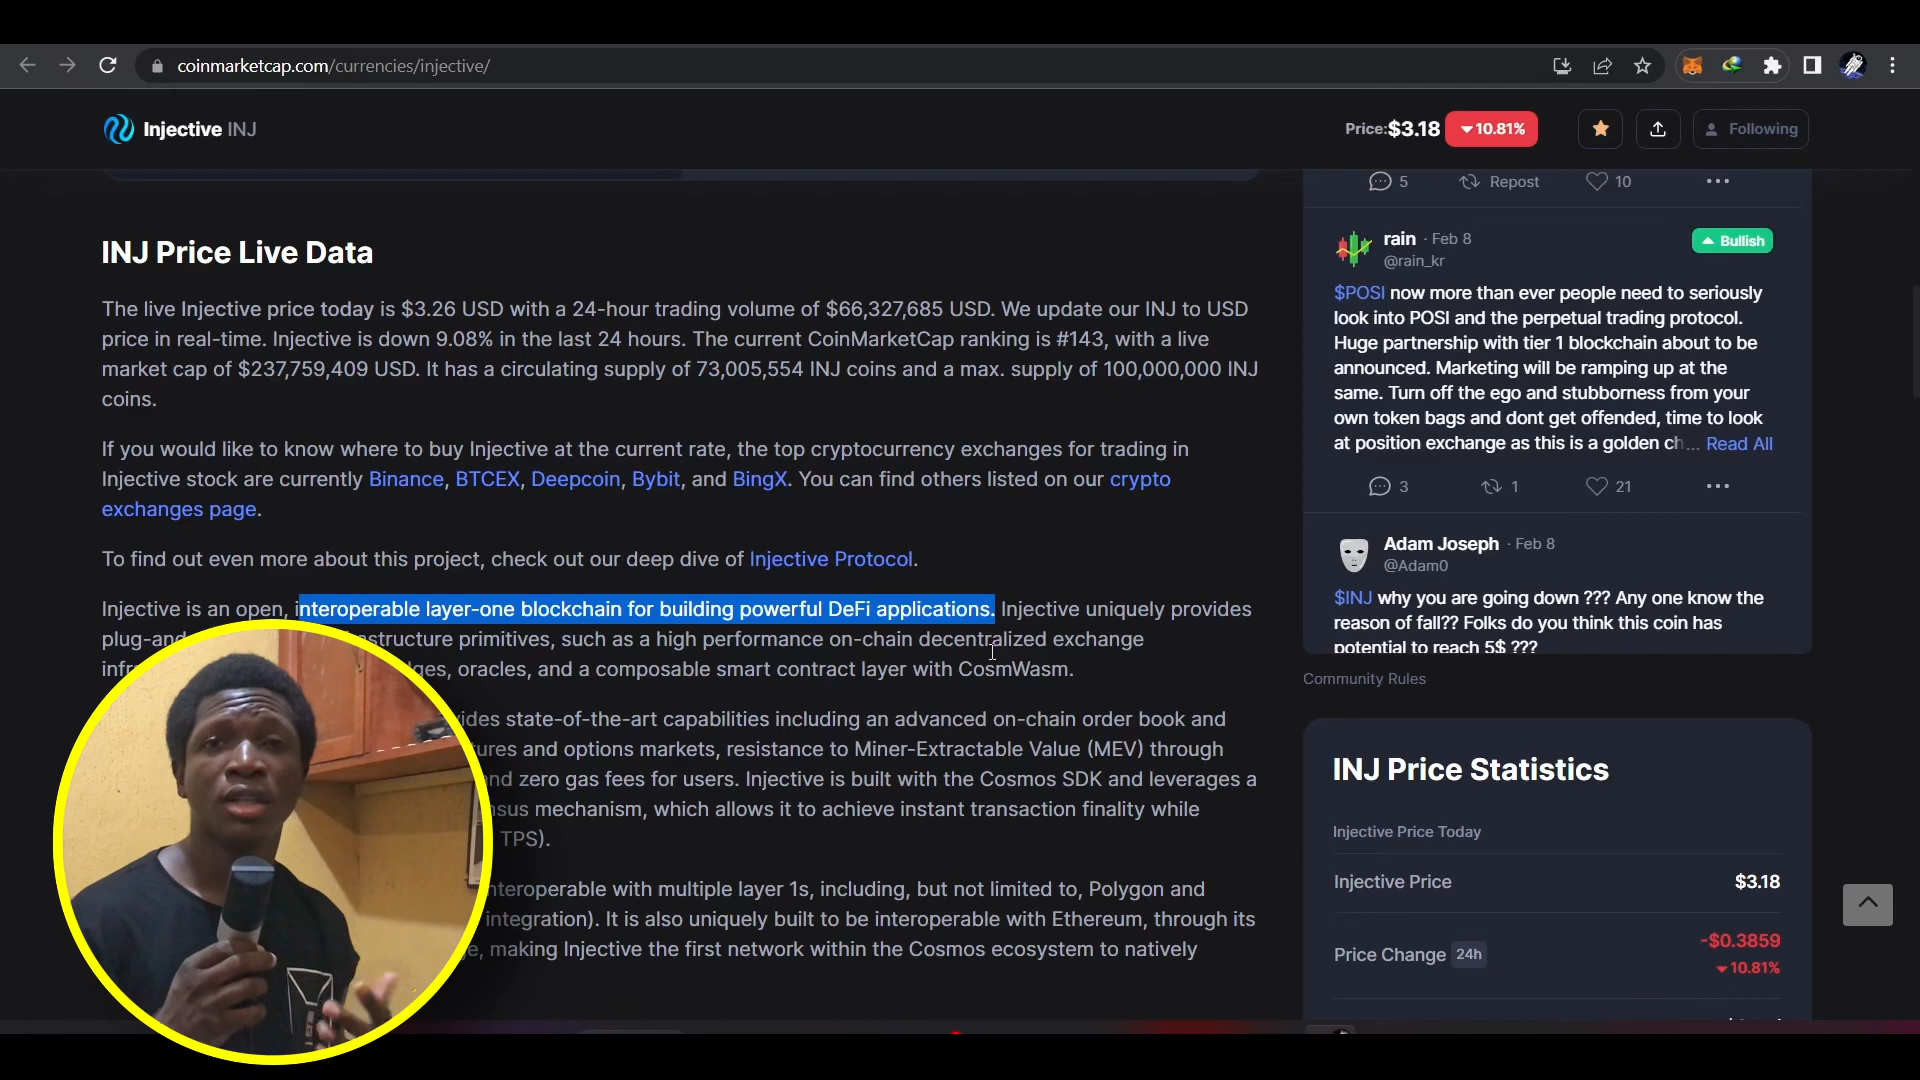 coinmarketcap.com/currencies/injective/
Injective INJ
Price:$3.18
10.81%
Following
5
Repost
10
INJ Price Live Data
The live Injective price today is $3.26 USD with a 24-hour trading volume of $66,327,685 USD. We update our INJ to USD
price in real-time. Injective is down 9.08% in the last 24 hours. The current CoinMarketCap ranking is #143, with a live
market cap of $237,759,409 USD. It has a circulating supply of 73,005,554 INJ coins and a max. supply of 100,000,000 INJ
coins.
If you would like to know where to buy Injective at the current rate, the top cryptocurrency exchanges for trading in
Injective stock are currently Binance, BTCEX, Deepcoin, Bybit, and BingX. You can find others listed on our crypto
exchanges page.
To find out even more about this project, check out our deep dive of Injective Protocol.
Injective is an open, interoperable layer-one blockchain for building powerful DeFi applications. Injective uniquely provides
plug-and structure primitives, such as a high performance on-chain decentralized exchange
oracles, and a composable smart contract layer with CosmWasm.
state-of-the-art capabilities including an advanced on-chain order book and
and options markets, resistance to Miner-Extractable Value (MEV) through
and zero gas fees for users. Injective is built with the Cosmos SDK and leverages a
mechanism, which allows it to achieve instant transaction finality while
TPS).
interoperable with multiple layer 1s, including, but not limited to, Polygon and
integration). It is also uniquely built to be interoperable with Ethereum, through its
making Injective the first network within the Cosmos ecosystem to natively
rain · Feb 8
Bullish
@rain_kr
$POSI now more than ever people need to seriously
look into POSI and the perpetual trading protocol.
Huge partnership with tier 1 blockchain about to be
announced. Marketing will be ramping up at the
same. Turn off the ego and stubborness from your
own token bags and dont get offended, time to look
at position exchange as this is a golden ch... Read All
3
1
21
Adam Joseph · Feb 8
@Adam0
$INJ why you are going down ??? Any one know the
reason of fall?? Folks do you think this coin has
potential to reach 5$ ???
Community Rules
INJ Price Statistics
Injective Price Today
Injective Price
$3.18
Price Change 24h
-$0.3859
10.81%